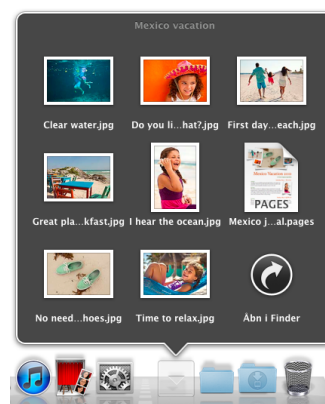 Mexico vacation
Clear water.jpg
Do you li...hat?.jpg
First day...each.jpg
Great pla...kfast.jpg
I hear the ocean.jpg
Mexico j...al.pages
PAGES
No need...hoes.jpg
Time to relax.jpg
Åbn i Finder